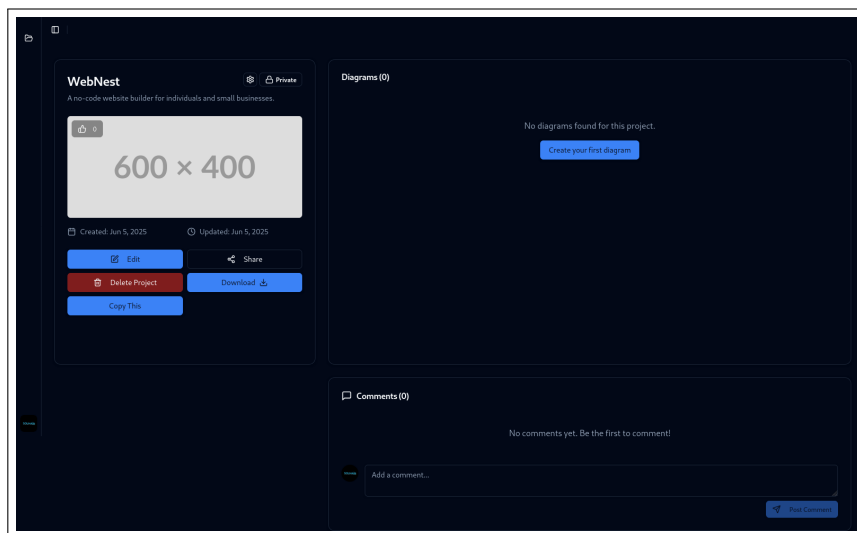 WebNest
Private
A no-code website builder for individuals and small businesses.
0
600 × 400
Created: Jun 5, 2025
Updated: Jun 5, 2025
Edit
Share
Delete Project
Download
Copy This
Diagrams (0)
No diagrams found for this project.
Create your first diagram
Comments (0)
No comments yet. Be the first to comment!
Add a comment...
Post Comment